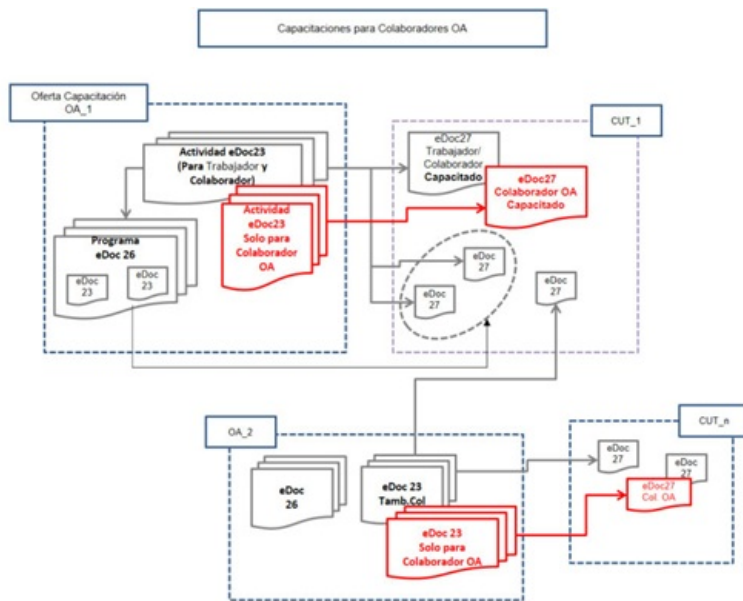 Capacitaciones para Colaboradores OA
Oferta Capacitación
OA_1
CUT_1
Actividad eDoc23
(Para Trabajador y
Colaborador)
eDoc27
Trabajador/
Colaborador
Capacitado
eDoc27
Colaborador OA
Capacitado
Actividad
eDoc23
Solo para
Colaborador
OA
Programa
eDoc 26
eDoc
23
eDoc
23
eDoc
27
eDoc
27
eDoc
27
OA_2
CUT_n
eDoc
26
eDoc 23
Tamb.Col
eDoc 23
Solo para
Colaborador OA
eDoc
27
eDoc
27
eDoc27
Col. OA